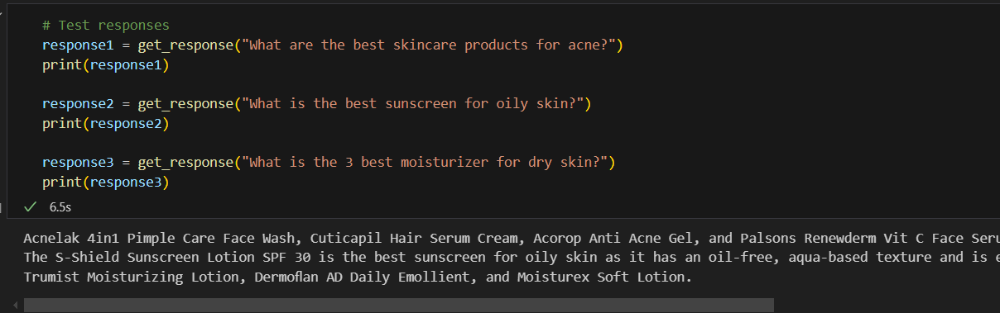 # Test responses
response1 = get_response("What are the best skincare products for acne?")
print(response1)
response2 = get_response("What is the best sunscreen for oily skin?")
print(response2)
response3 = get_response("What is the 3 best moisturizer for dry skin?")
print(response3)
6.5s
Acnelak 4in1 Pimple Care Face Wash, Cuticapil Hair Serum Cream, Acorop Anti Acne Gel, and Palsons Renewderm Vit C Face
The S-Shield Sunscreen Lotion SPF 30 is the best sunscreen for oily skin as it has an oil-free, aqua-based texture and is
Trumist Moisturizing Lotion, Dermoflan AD Daily Emollient, and Moisturex Soft Lotion.